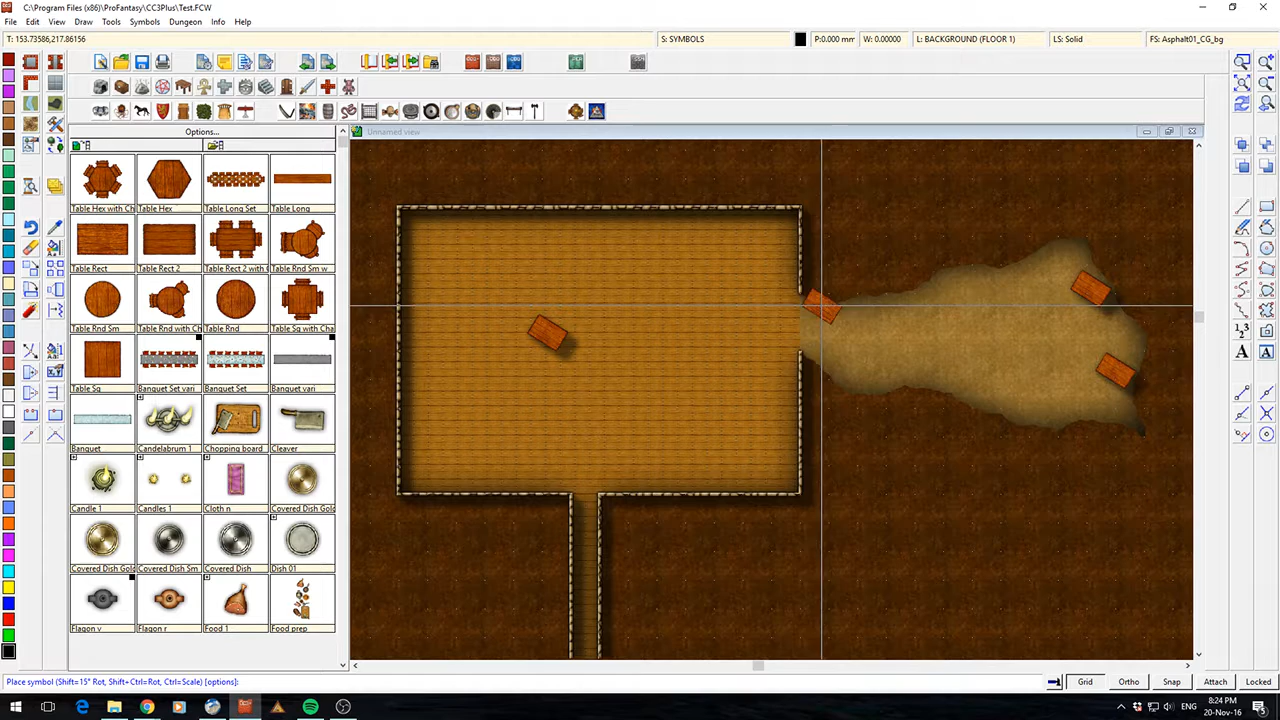 C:\Program Files (x86)\ProFantasy\CC3Plus\Test.FCW
File Edit View Draw Tools Symbols Dungeon Info Help
T: 153.73586,217.86156 S: SYMBOLS P:0.000 mm W: 0.00000 L: BACKGROUND (FLOOR 1) LS: Solid FS: Asphalt01_CG_bg
Options...
Unnamed view
Table Hex with Ch Table Hex Table Long Set Table Long
Table Rect Table Rect 2 Table Rect 2 with Table Rnd Sm w
Table Rnd Sm Table Rnd with Ch Table Rnd Table Sq with Cha
Table Sq Banquet Set vari Banquet Set Banquet vari
Banquet Candelabrum 1 Chopping board Cleaver
Candle 1 Candles 1 Cloth n Covered Dish Gold
Covered Dish Gold Covered Dish Sm Covered Dish Dish 01
Flagon v Flagon r Food 1 Food prep
1 2 3
A A
Place symbol (Shift=15° Rot, Shift+Ctrl=Rot, Ctrl=Scale) [options]:
Grid Ortho Snap Attach Locked
8:24 PM
20-Nov-16